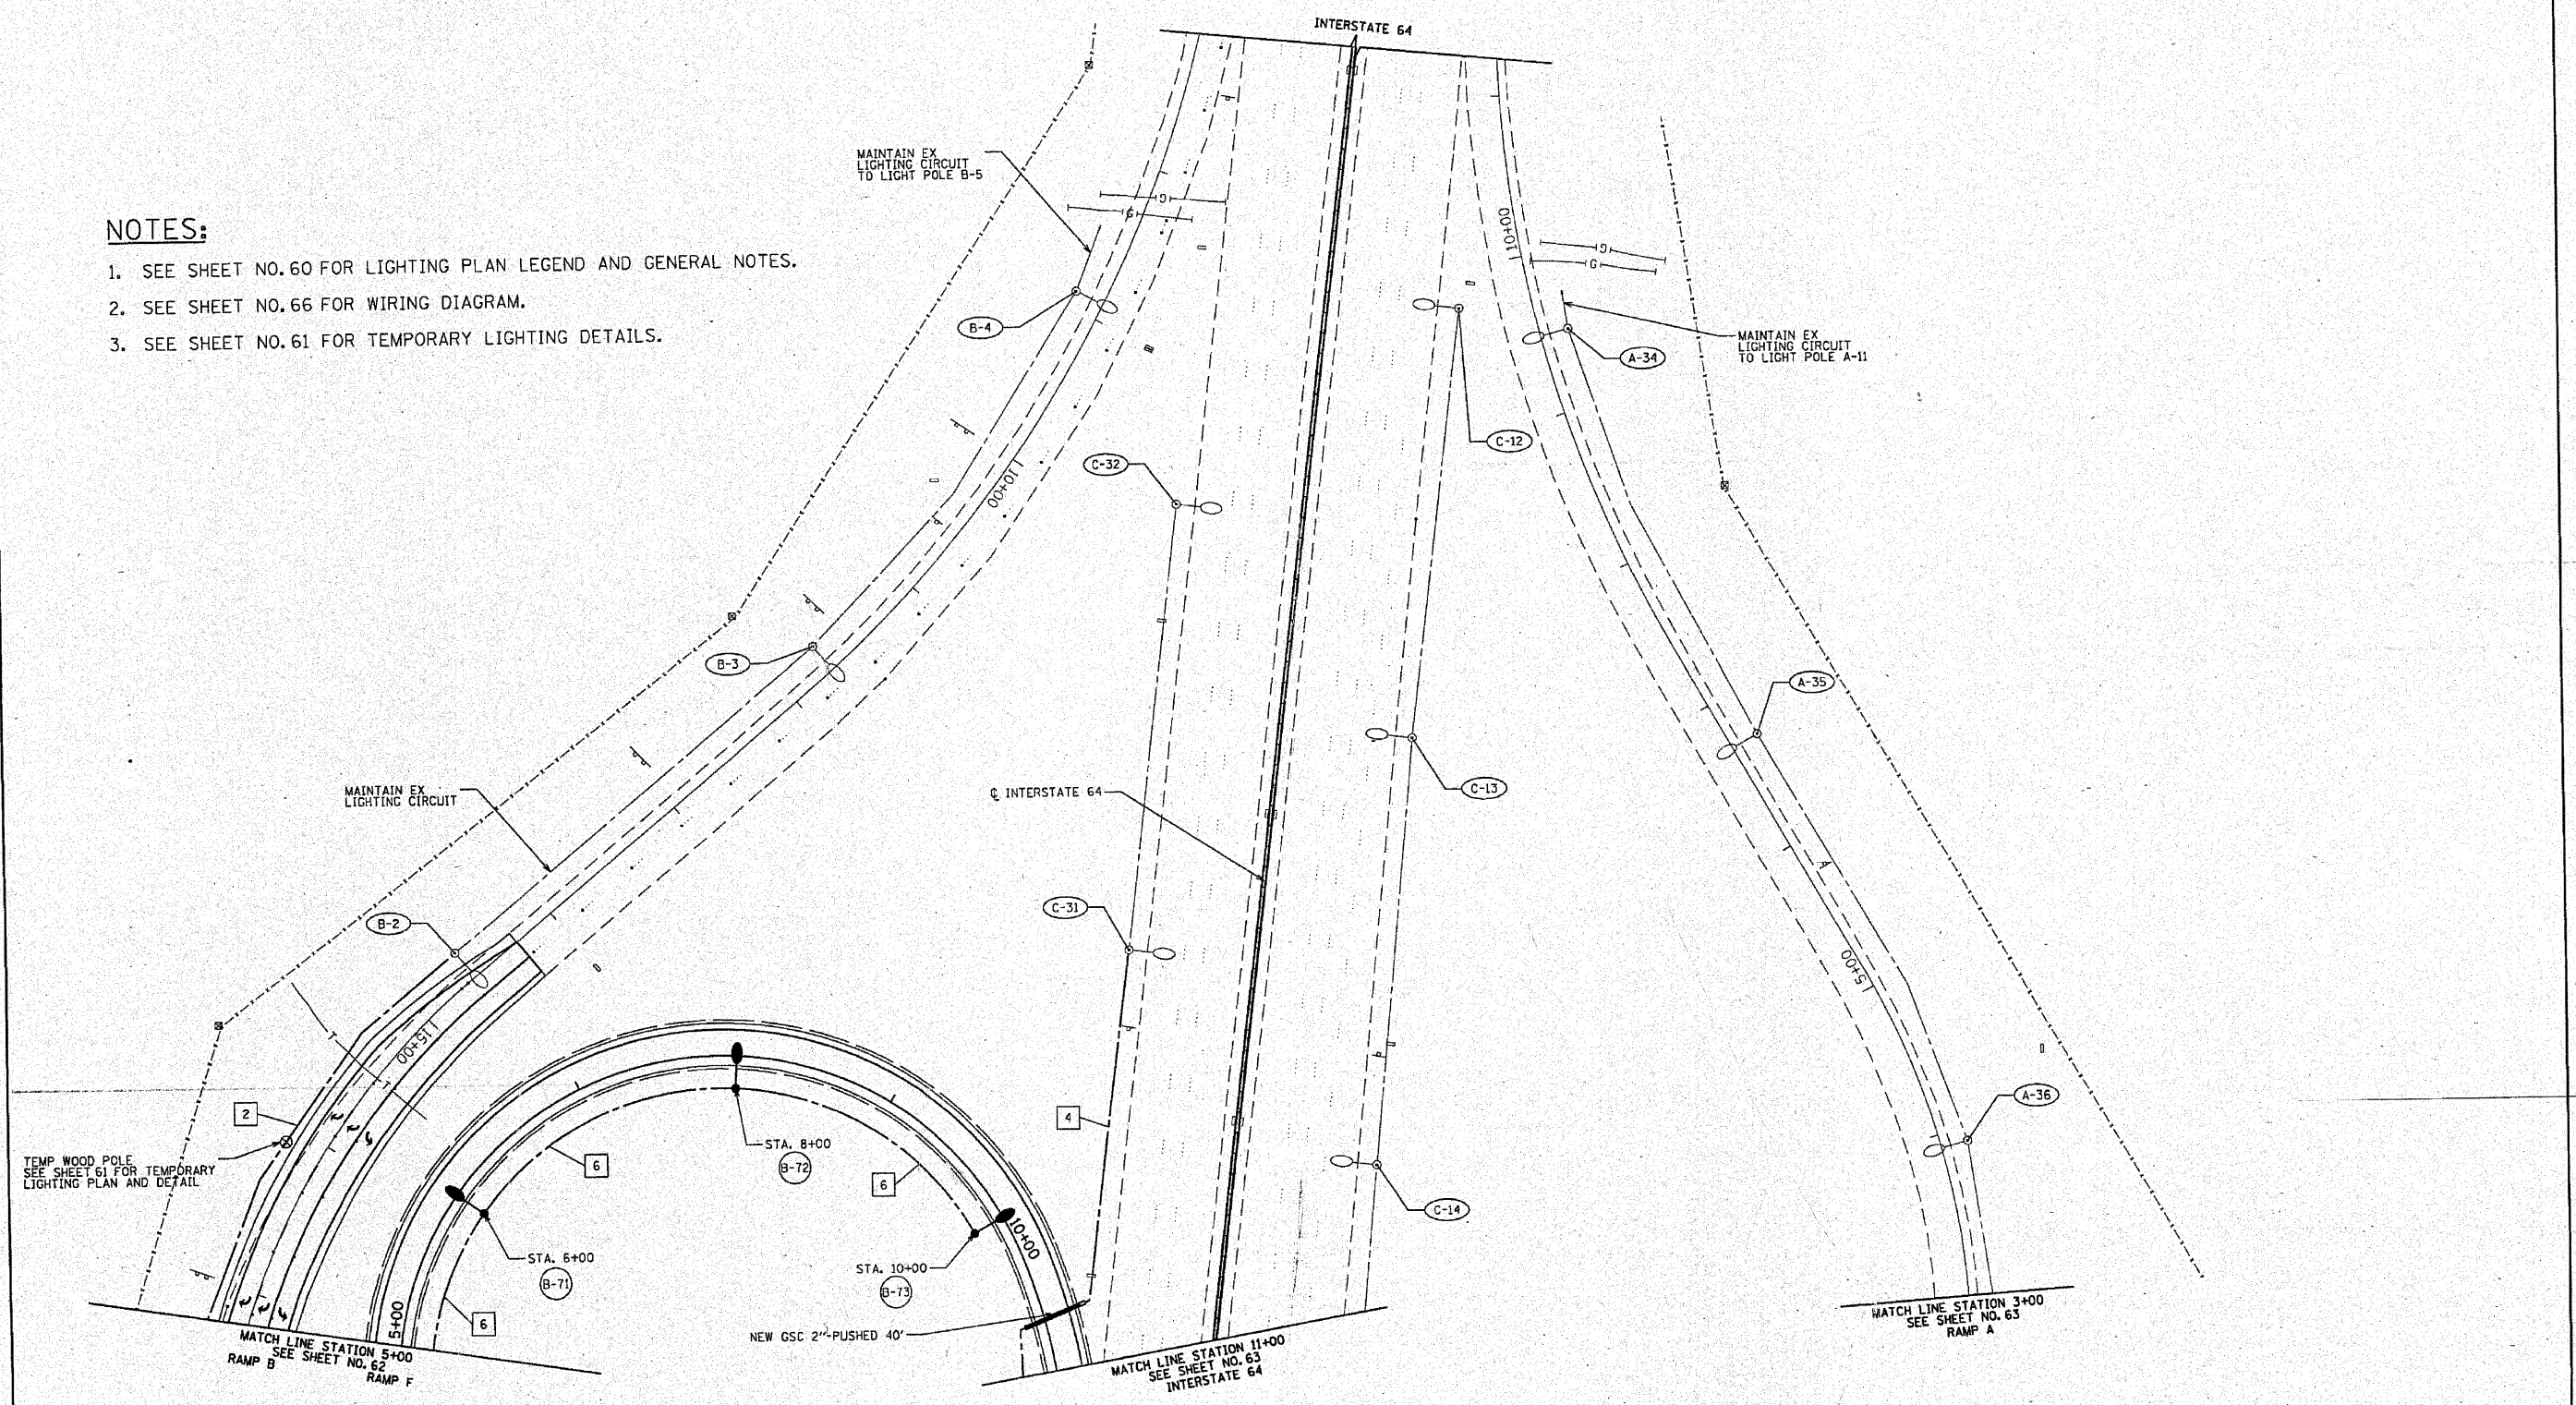 INTERSTATE 64
MAINTAIN EX
LIGHTING CIRCUIT
TO LIGHT POLE B-5
NOTES:
1. SEE SHEET NO. 60 FOR LIGHTING PLAN LEGEND AND GENERAL NOTES.
2. SEE SHEET NO. 66 FOR WIRING DIAGRAM.
3. SEE SHEET NO. 61 FOR TEMPORARY LIGHTING DETAILS.
G
G
10+00
G
G
B-4
A-34
MAINTAIN EX
LIGHTING CIRCUIT
TO LIGHT POLE A-11
C-12
C-32
10+00
B-3
A-35
MAINTAIN EX
LIGHTING CIRCUIT
℄ INTERSTATE 64
C-13
B-2
C-31
5+00
15+00
T
T
2
4
A-36
TEMP WOOD POLE
SEE SHEET 61 FOR TEMPORARY
LIGHTING PLAN AND DETAIL
STA. 8+00
B-72
6
6
C-14
STA. 6+00
B-71
STA. 10+00
B-73
10+00
5+00
6
NEW GSC 2"-PUSHED 40'
MATCH LINE STATION 5+00
SEE SHEET NO. 62
RAMP B
RAMP F
MATCH LINE STATION 11+00
SEE SHEET NO. 63
INTERSTATE 64
MATCH LINE STATION 3+00
SEE SHEET NO. 63
RAMP A